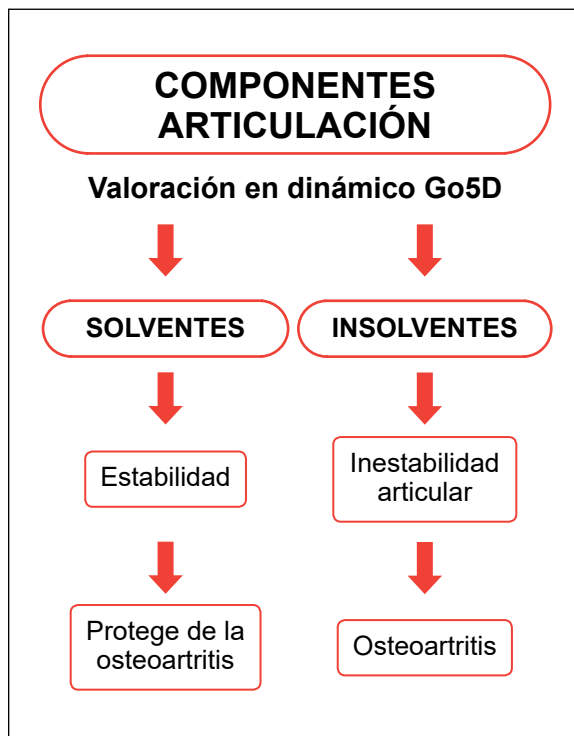 COMPONENTES
ARTICULACIÓN
Valoración en dinámico Go5D
SOLVENTES
INSOLVENTES
Estabilidad
Inestabilidad
articular
Protege de la
osteoartritis
Osteoartritis